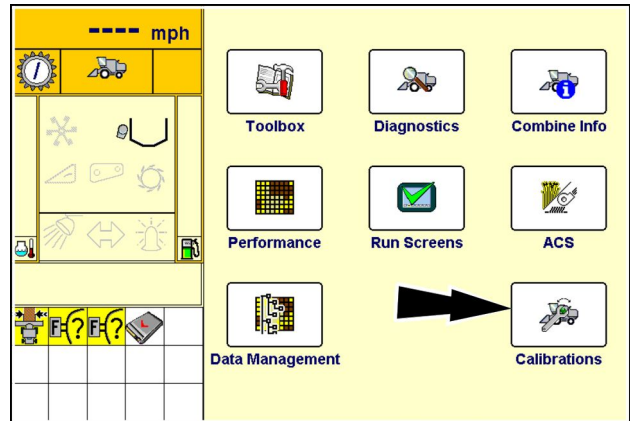 ---- mph
Toolbox
Diagnostics
Combine Info
Performance
Run Screens
ACS
F(?
F(?
Data Management
Calibrations